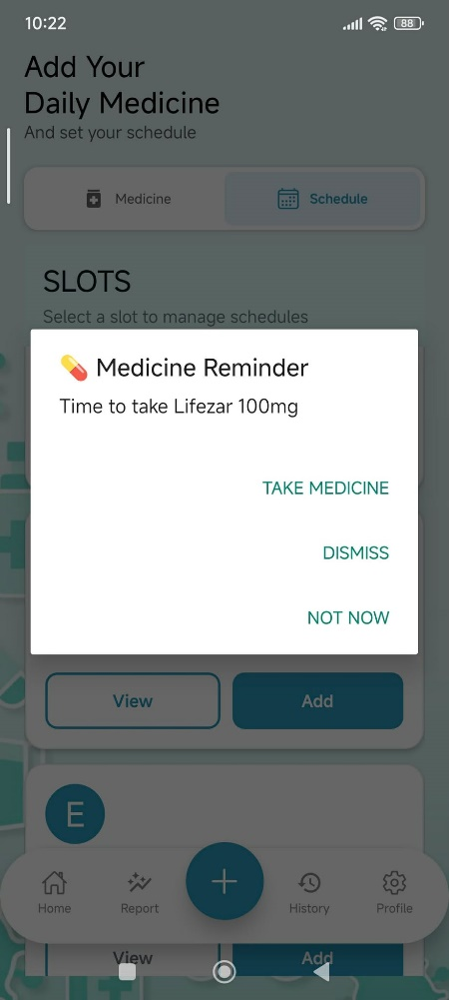 10:22
88
Add Your
Daily Medicine
And set your schedule
Medicine
Schedule
SLOTS
Select a slot to manage schedules
Medicine Reminder
Time to take Lifezar 100mg
TAKE MEDICINE
DISMISS
NOT NOW
View
Add
E
Home
Report
History
Profile
View
Add